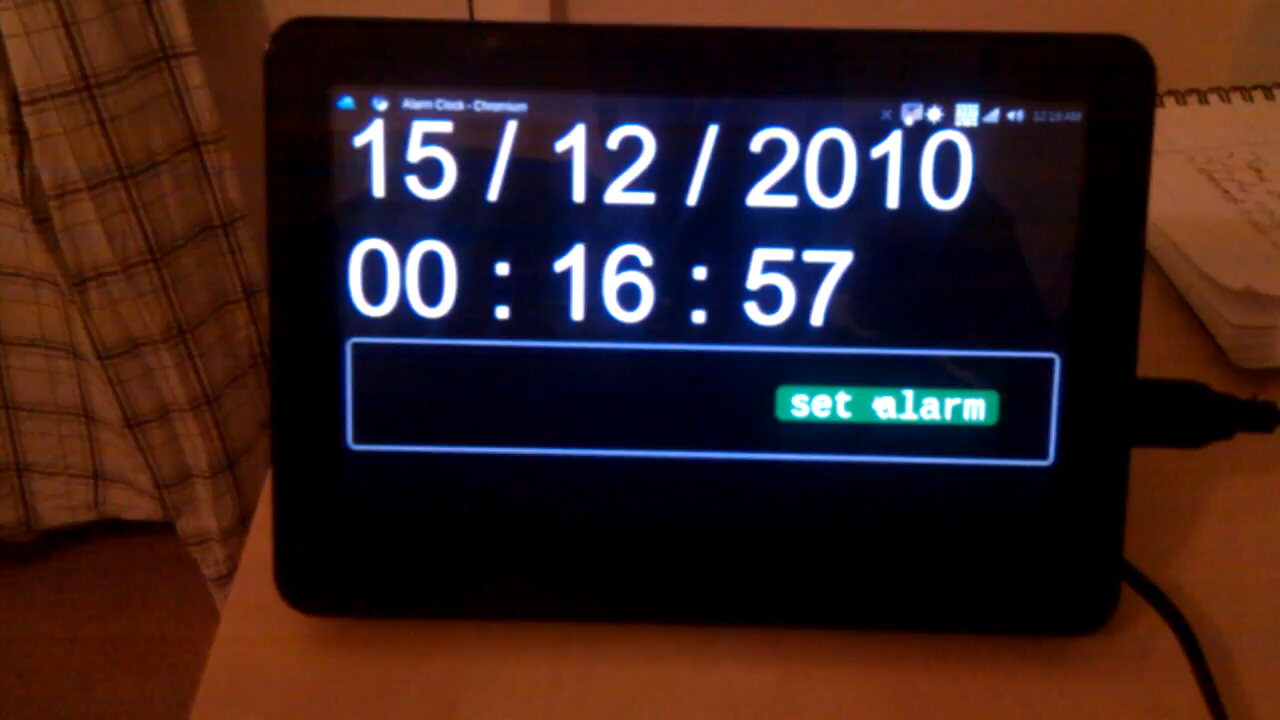 Alarm Clock - Chromium
15 / 12 / 2010
00 : 16 : 57
set alarm